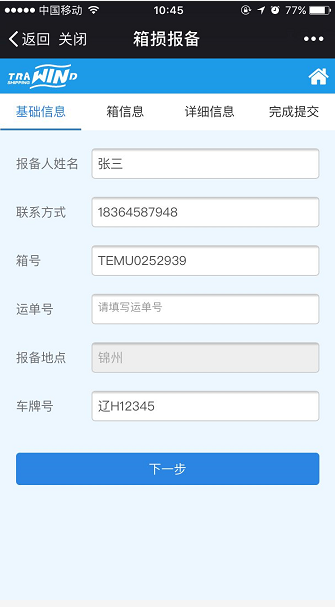 中国移动 10:45 77%
返回 关闭 箱损报备
TRAWIND
SHIPPING
基础信息 箱信息 详细信息 完成提交
报备人姓名 张三
联系方式 18364587948
箱号 TEMU0252939
运单号 请填写运单号
报备地点 锦州
车牌号 辽H12345
下一步